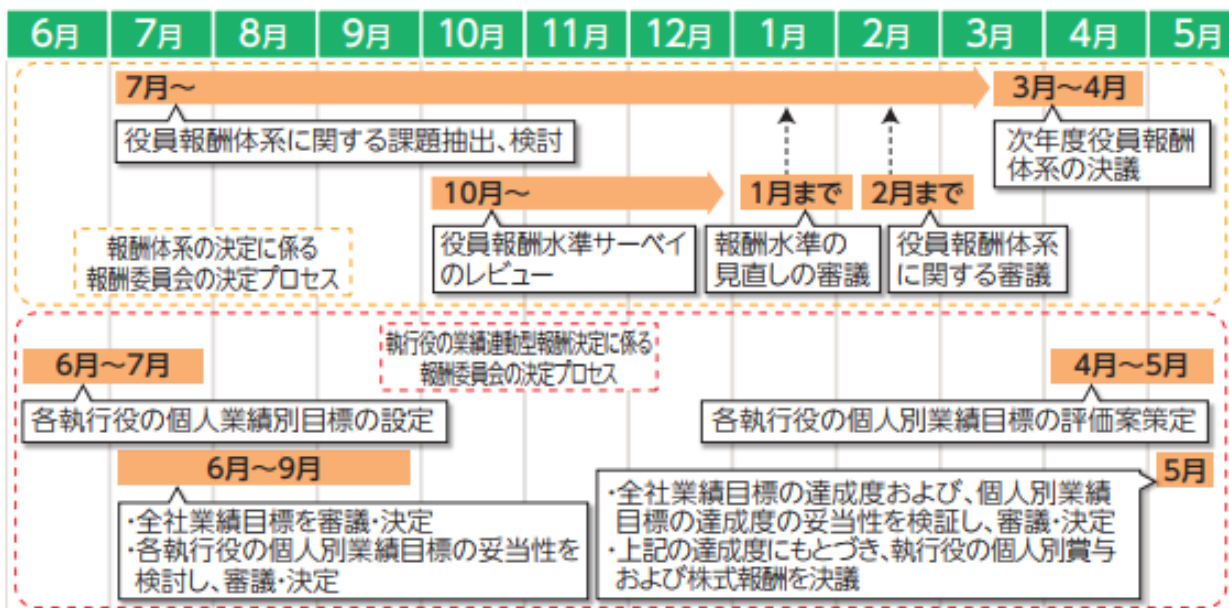 6月 7月 8月 9月 10月 11月 12月 1月 2月 3月 4月 5月
7月～
役員報酬体系に関する課題抽出、検討
3月～4月
次年度役員報酬
体系の決議
10月～
役員報酬水準サーベイ
のレビュー
1月まで
報酬水準の
見直しの審議
2月まで
役員報酬体系
に関する審議
報酬体系の決定に係る
報酬委員会の決定プロセス
執行役の業績連動型報酬決定に係る
報酬委員会の決定プロセス
6月～7月
各執行役の個人業績別目標の設定
4月～5月
各執行役の個人別業績目標の評価案策定
6月～9月
・全社業績目標を審議・決定
・各執行役の個人別業績目標の妥当性を
検討し、審議・決定
5月
・全社業績目標の達成度および、個人別業績
目標の達成度の妥当性を検証し、審議・決定
・上記の達成度にもとづき、執行役の個人別賞与
および株式報酬を決議